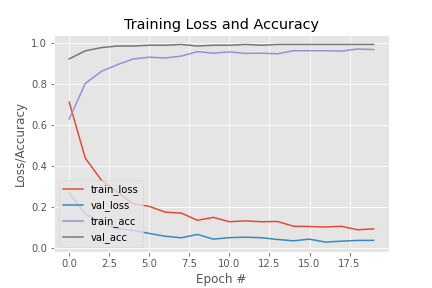 Training Loss and Accuracy
Loss/Accuracy
1.0
0.8
0.6
0.4
0.2
0.0
train_loss
val_loss
train_acc
val_acc
0.0 2.5 5.0 7.5 10.0 12.5 15.0 17.5
Epoch #